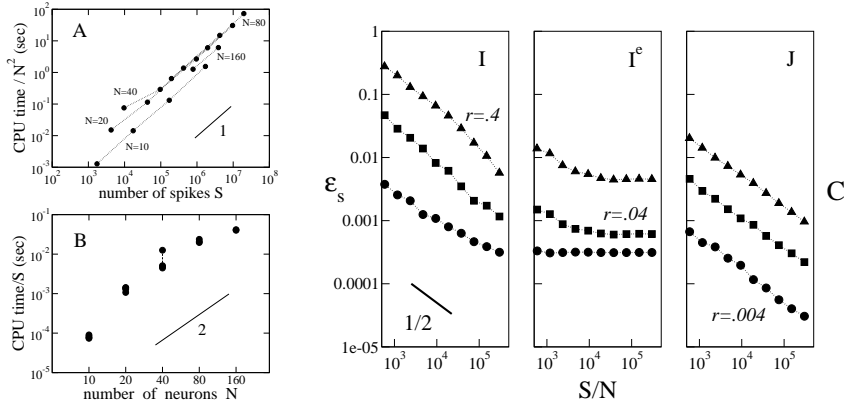 A
CPU time / N² (sec)
10²
10¹
10⁰
10⁻¹
10⁻²
10⁻³
N=80
N=160
N=40
N=20
N=10
1
10² 10³ 10⁴ 10⁵ 10⁶ 10⁷ 10⁸
number of spikes S
B
CPU time/S (sec)
10⁻¹
10⁻²
10⁻³
10⁻⁴
10⁻⁵
2
10 20 40 80 160
number of neurons N
εs
1
0.1
0.01
0.001
0.0001
1e-05
I Iᵉ J
r=.4
r=.04
r=.004
1/2
C
10³ 10⁴ 10⁵ 10³ 10⁴ 10⁵ 10³ 10⁴ 10⁵
S/N